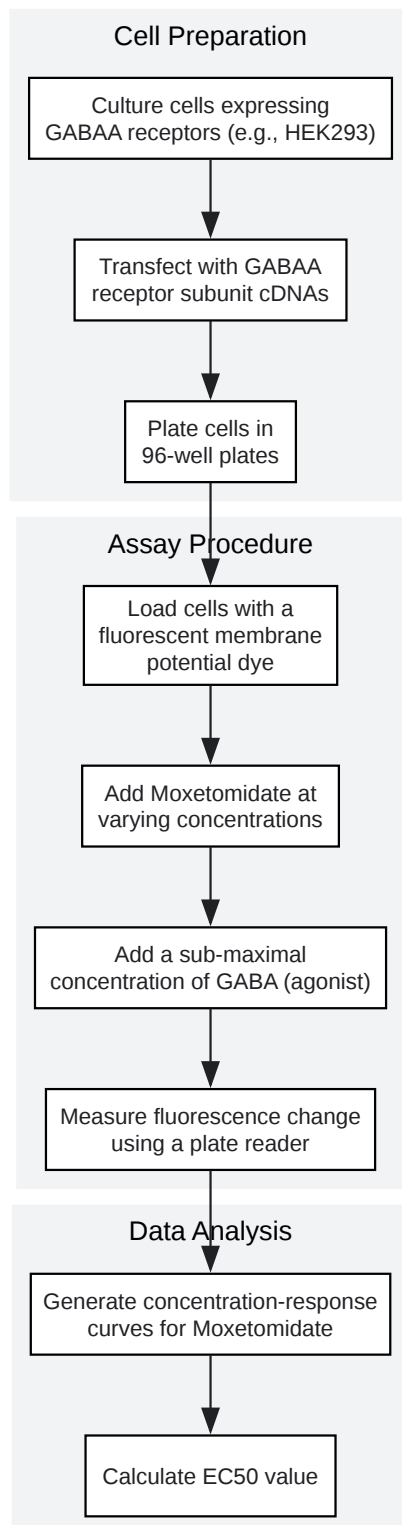 Cell Preparation
Culture cells expressing
GABAA receptors (e.g., HEK293)
Transfect with GABAA
receptor subunit cDNAs
Plate cells in
96-well plates
Assay Procedure
Load cells with a
fluorescent membrane
potential dye
Add Moxetomidate at
varying concentrations
Add a sub-maximal
concentration of GABA (agonist)
Measure fluorescence change
using a plate reader
Data Analysis
Generate concentration-response
curves for Moxetomidate
Calculate EC50 value